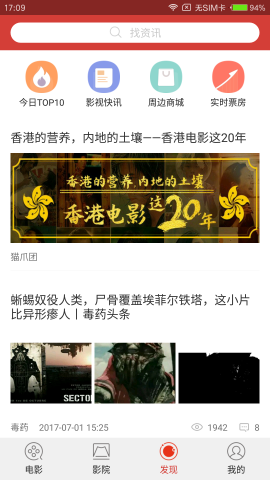 17:09
无SIM卡
94%
找资讯
今日TOP10
影视快讯
周边商城
实时票房
香港的营养，内地的土壤——香港电影这20年
香港的营养 内地的土壤
香港电影这20年
猫爪团
蜥蜴奴役人类，尸骨覆盖埃菲尔铁塔，这小片
比异形瘆人丨毒药头条
SECTOR
毒药
2017-07-01 15:25
1942
8
电影
影院
发现
我的